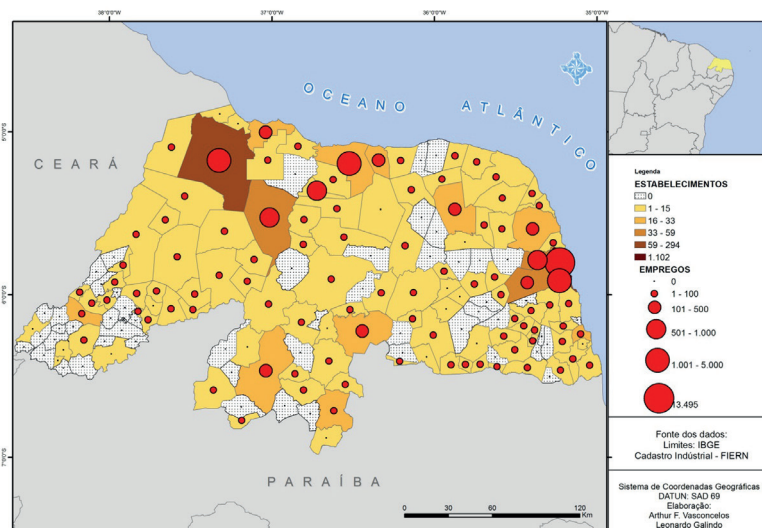 38°0'0"O
37°0'0"O
36°0'0"O
35°0'0"O
OCEANO ATLÂNTICO
5°0'0"S
CEARÁ
6°0'0"S
7°0'0"S
PARAÍBA
0 30 60 90 120
Km
Legenda
ESTABELECIMENTOS
0
1 - 15
16 - 33
33 - 59
59 - 294
1.102
EMPREGOS
0
1 - 100
101 - 500
501 - 1.000
1.001 - 5.000
13.495
Fonte dos dados:
Limites: IBGE
Cadastro Indústrial - FIERN
Sistema de Coordenadas Geográficas
DATUN: SAD 69
Elaboração:
Arthur F. Vasconcelos
Leonardo Galindo